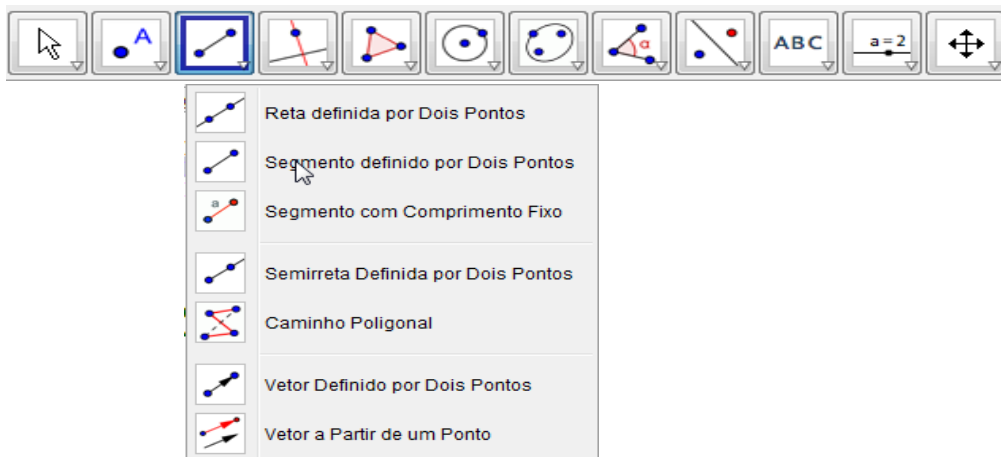 A
α
ABC
a=2
Reta definida por Dois Pontos
Segmento definido por Dois Pontos
a
Segmento com Comprimento Fixo
Semirreta Definida por Dois Pontos
Caminho Poligonal
Vetor Definido por Dois Pontos
Vetor a Partir de um Ponto